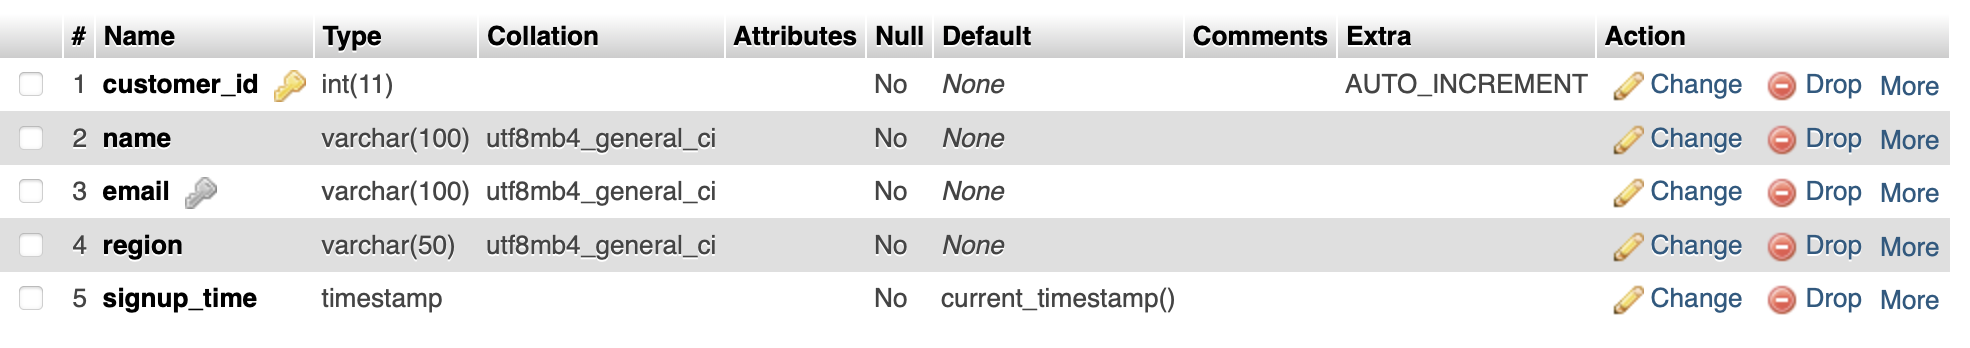 # Name Type Collation Attributes Null Default Comments Extra Action
1 customer_id int(11) No None AUTO_INCREMENT Change Drop More
2 name varchar(100) utf8mb4_general_ci No None Change Drop More
3 email varchar(100) utf8mb4_general_ci No None Change Drop More
4 region varchar(50) utf8mb4_general_ci No None Change Drop More
5 signup_time timestamp No current_timestamp() Change Drop More